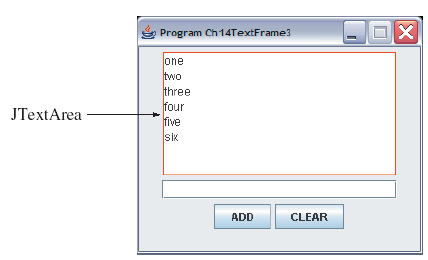 Program Ch14TextFrame3
one
two
three
JTextArea
four
five
six
ADD CLEAR